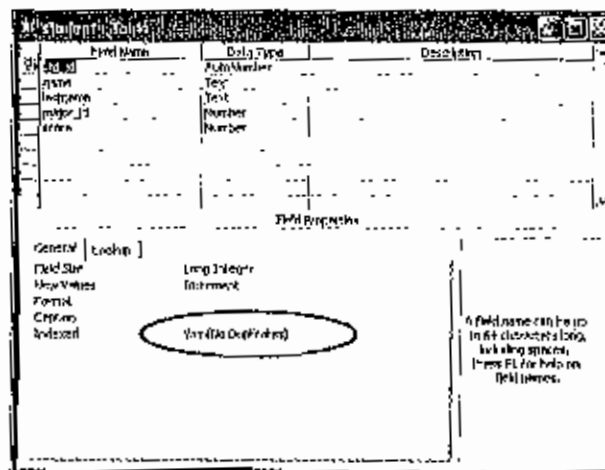 Field Name Data Type Description
AutoNumber
name Text
Text
major_id Number
Number
Field Properties
General Lookup
Field Size Long Integer
New Values Increment
Format
Caption
Indexed Yes (No Duplicates)
A field name can be up
to 64 characters long,
including spaces.
Press F1 for help on
field names.